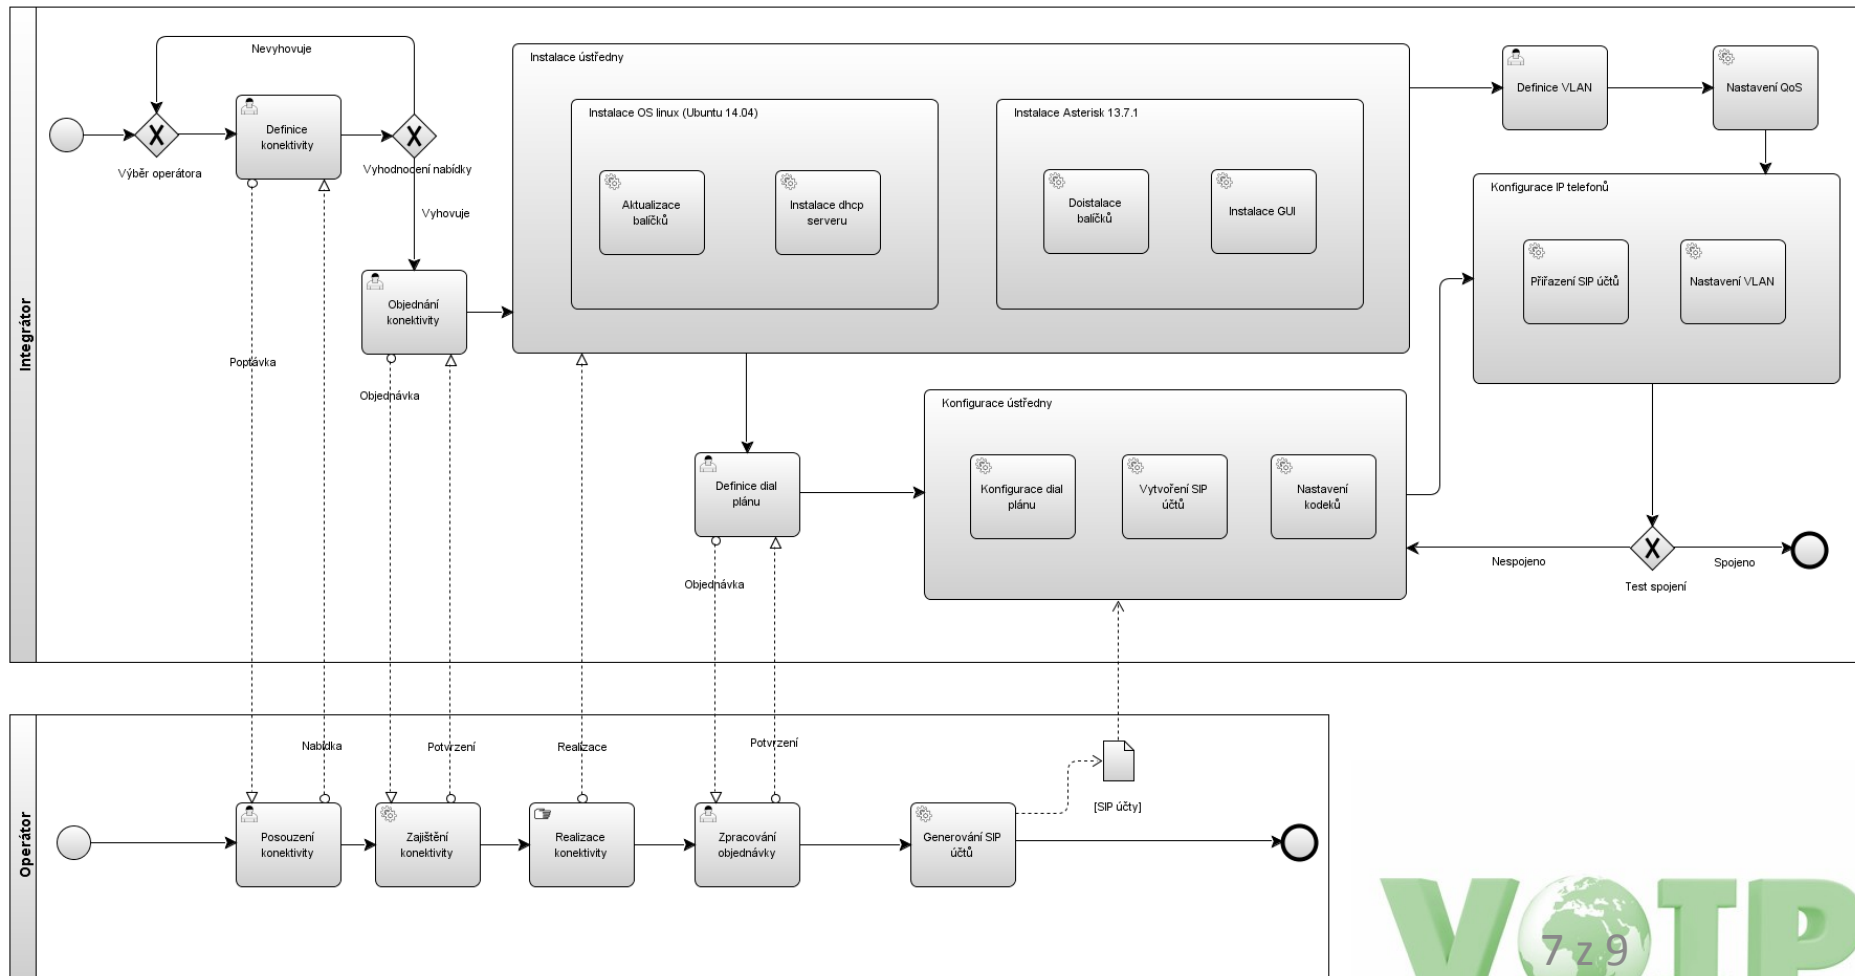 Integrátor
Nevyhovuje
Výběr operátora
Definice
konektivity
Vyhodnocení nabídky
Vyhovuje
Objednání
konektivity
Poptávka
Objednávka
Instalace ústředny
Instalace OS linux (Ubuntu 14.04)
Aktualizace
balíčků
Instalace dhcp
serveru
Instalace Asterisk 13.7.1
Doistalace
balíčků
Instalace GUI
Definice VLAN
Nastavení QoS
Konfigurace IP telefonů
Přiřazení SIP účtů
Nastavení VLAN
Definice dial
plánu
Objednávka
Konfigurace ústředny
Konfigurace dial
plánu
Vytvoření SIP
účtů
Nastavení
kodeků
Nespojeno
Spojeno
Test spojení
Operátor
Nabídka
Potvrzení
Realizace
Potvrzení
[SIP účty]
Posouzení
konektivity
Zajištění
konektivity
Realizace
konektivity
Zpracování
objednávky
Generování SIP
účtů
VOIP
7 z 9